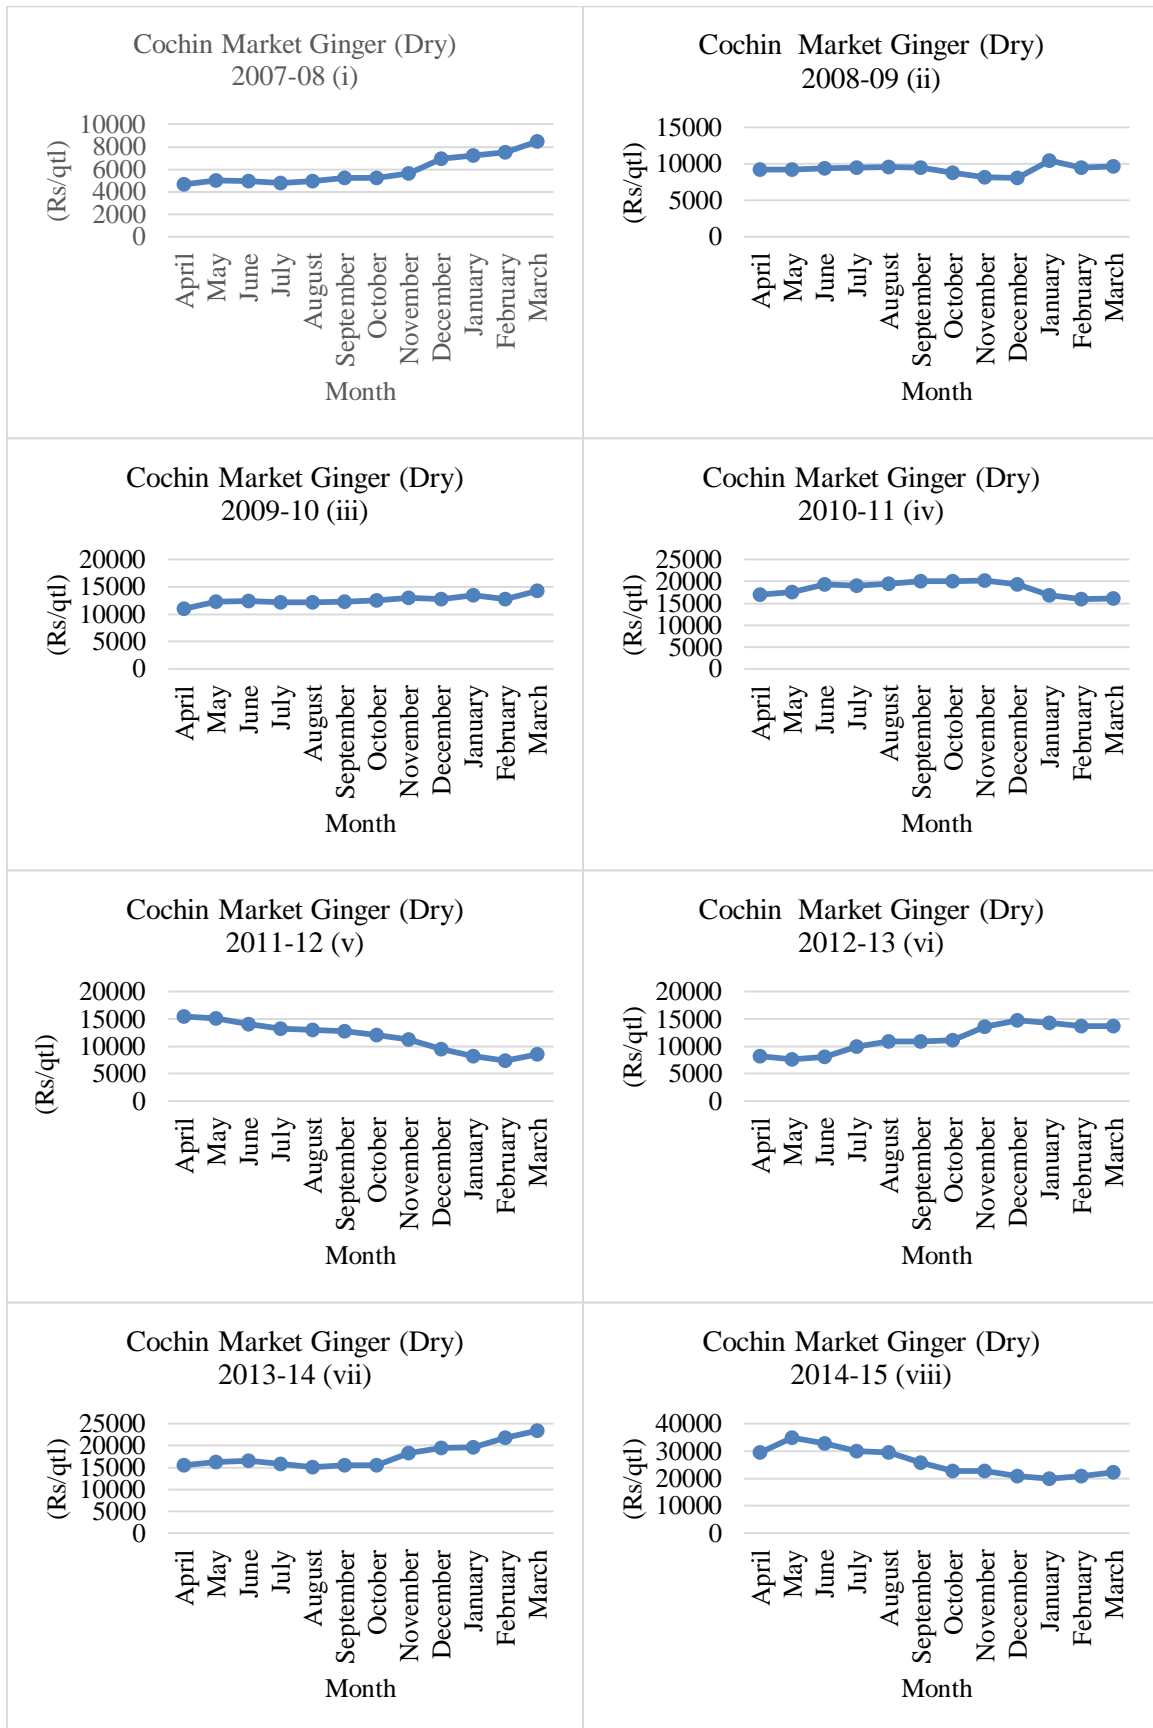 Cochin Market Ginger (Dry)
2007-08 (i)
(Rs/qtl)
10000
8000
6000
4000
2000
0
April
May
June
July
August
September
October
November
December
January
February
March
Month
Cochin Market Ginger (Dry)
2008-09 (ii)
(Rs/qtl)
15000
10000
5000
0
April
May
June
July
August
September
October
November
December
January
February
March
Month
Cochin Market Ginger (Dry)
2009-10 (iii)
(Rs/qtl)
20000
15000
10000
5000
0
April
May
June
July
August
September
October
November
December
January
February
March
Month
Cochin Market Ginger (Dry)
2010-11 (iv)
(Rs/qtl)
25000
20000
15000
10000
5000
0
April
May
June
July
August
September
October
November
December
January
February
March
Month
Cochin Market Ginger (Dry)
2011-12 (v)
(Rs/qtl)
20000
15000
10000
5000
0
April
May
June
July
August
September
October
November
December
January
February
March
Month
Cochin Market Ginger (Dry)
2012-13 (vi)
(Rs/qtl)
20000
15000
10000
5000
0
April
May
June
July
August
September
October
November
December
January
February
March
Month
Cochin Market Ginger (Dry)
2013-14 (vii)
(Rs/qtl)
25000
20000
15000
10000
5000
0
April
May
June
July
August
September
October
November
December
January
February
March
Month
Cochin Market Ginger (Dry)
2014-15 (viii)
(Rs/qtl)
40000
30000
20000
10000
0
April
May
June
July
August
September
October
November
December
January
February
March
Month